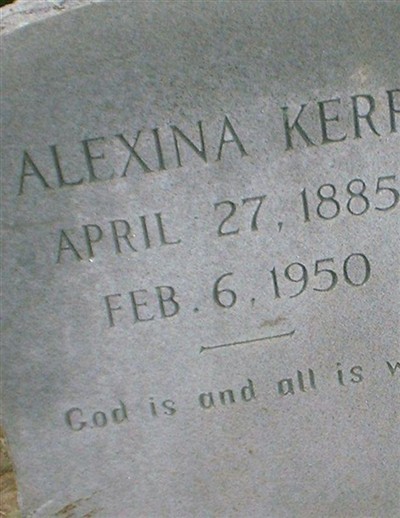 ALEXINA KERR
APRIL 27, 1885
FEB. 6, 1950
God is and all is